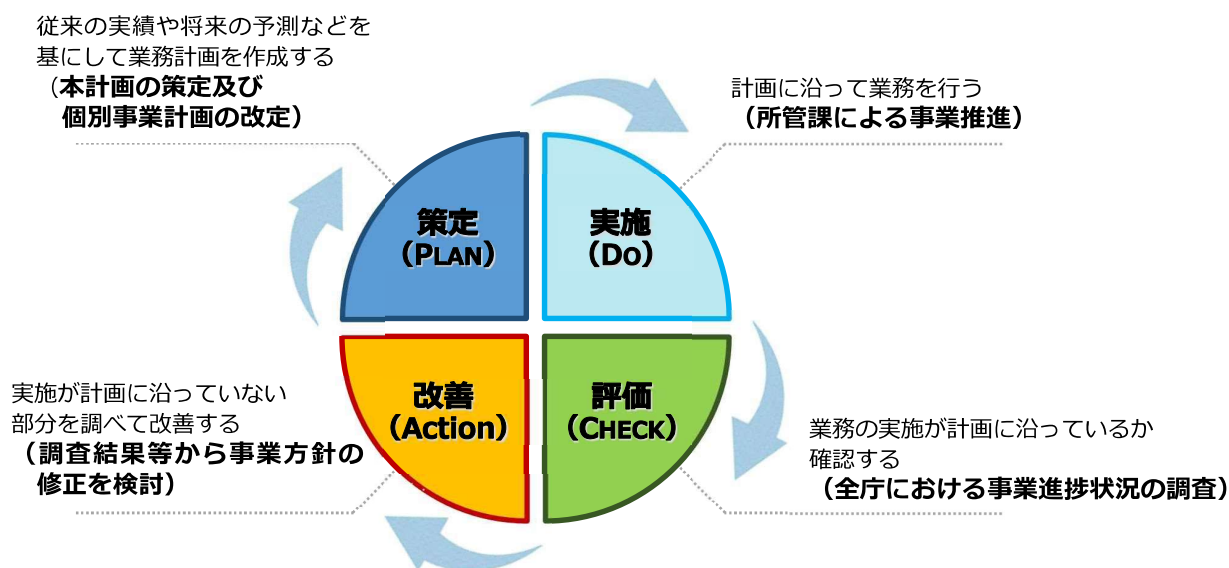 従来の実績や将来の予測などを
基にして業務計画を作成する
（本計画の策定及び
個別事業計画の改定）
計画に沿って業務を行う
（所管課による事業推進）
策定
（PLAN）
実施
（DO）
改善
（Action）
評価
（CHECK）
実施が計画に沿っていない
部分を調べて改善する
（調査結果等から事業方針の
修正を検討）
業務の実施が計画に沿っているか
確認する
（全庁における事業進捗状況の調査）